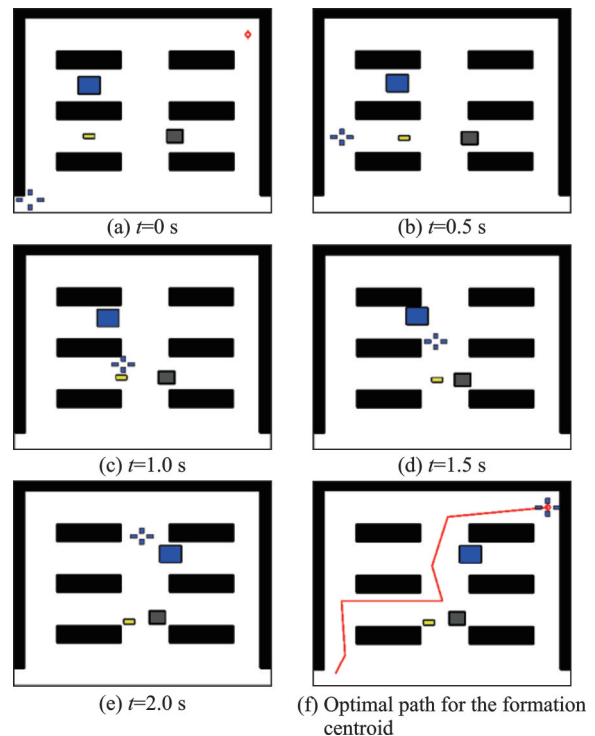 (a) t=0 s
(b) t=0.5 s
(c) t=1.0 s
(d) t=1.5 s
(e) t=2.0 s
(f) Optimal path for the formation
centroid